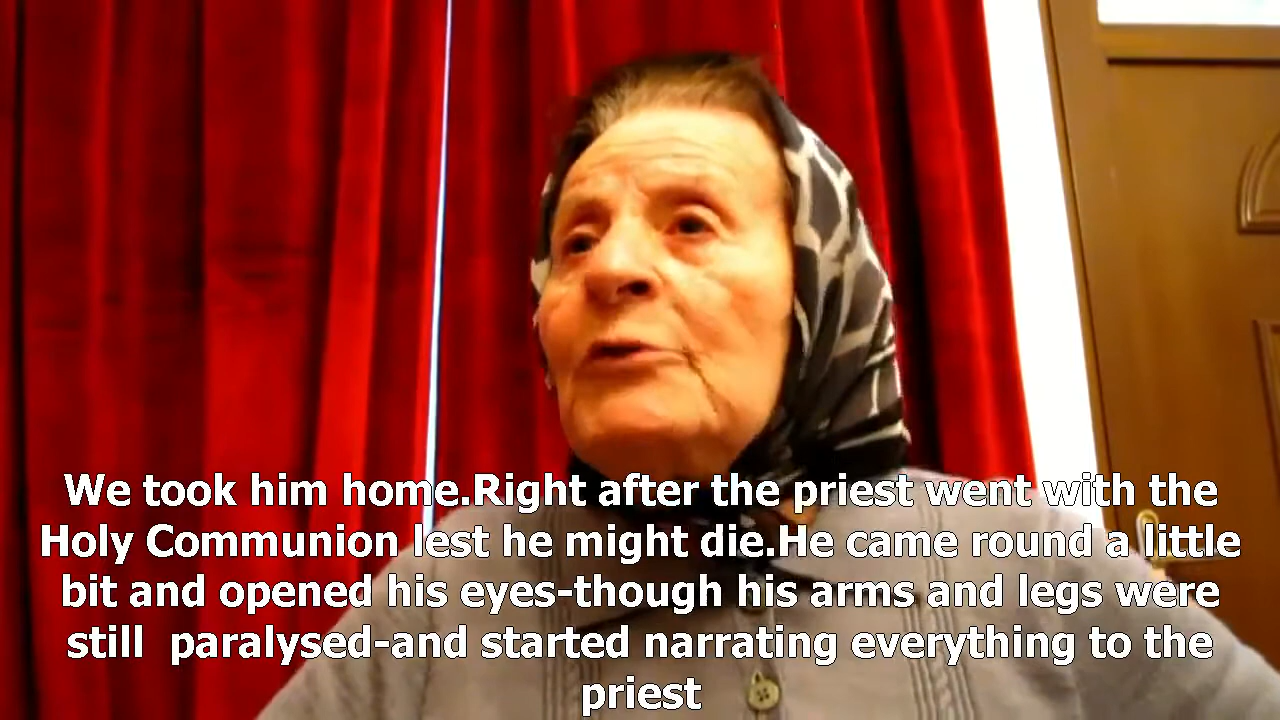 We took him home.Right after the priest went with the
Holy Communion lest he might die.He came round a little
bit and opened his eyes-though his arms and legs were
still  paralysed-and started narrating everything to the
priest